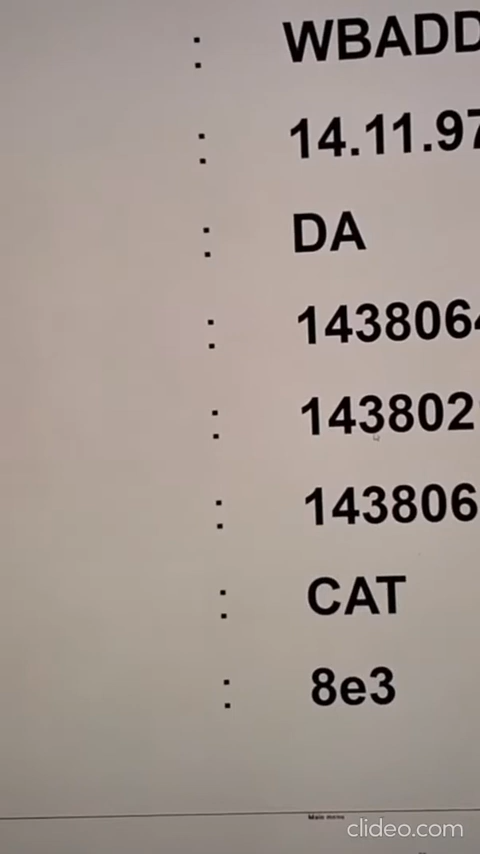 : WBADD
: 14.11.97
: DA
: 143806
: 143802
: 143806
: CAT
: 8e3
Main menu
clideo.com